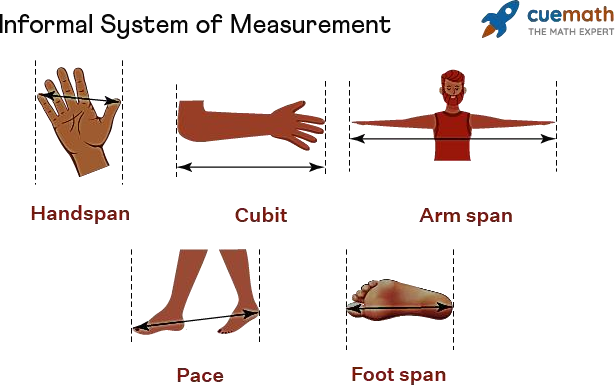 Informal System of Measurement
cuemath
THE MATH EXPERT
Handspan
Cubit
Arm span
Pace
Foot span